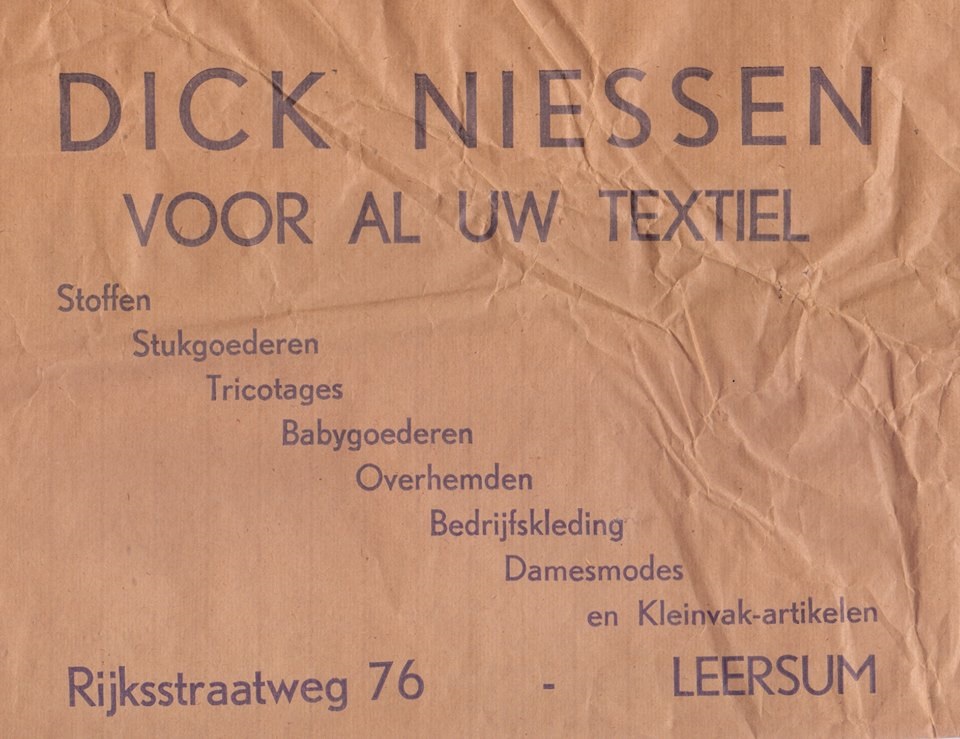 DICK NIESSEN
VOOR AL UW TEXTIEL
Stoffen
Stukgoederen
Tricotages
Babygoederen
Overhemden
Bedrijfskleding
Damesmodes
en Kleinvak-artikelen
Rijksstraatweg 76 - LEERSUM